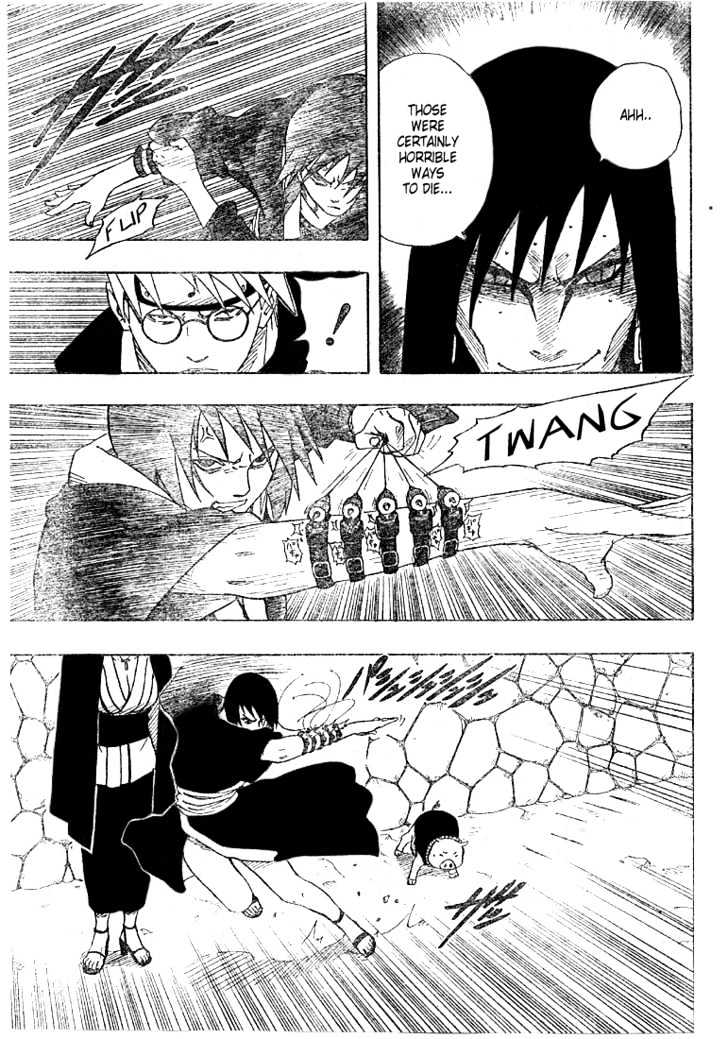 AHH..
THOSE
WERE
CERTAINLY
HORRIBLE
WAYS
TO DIE...
FLIP
!
TWANG